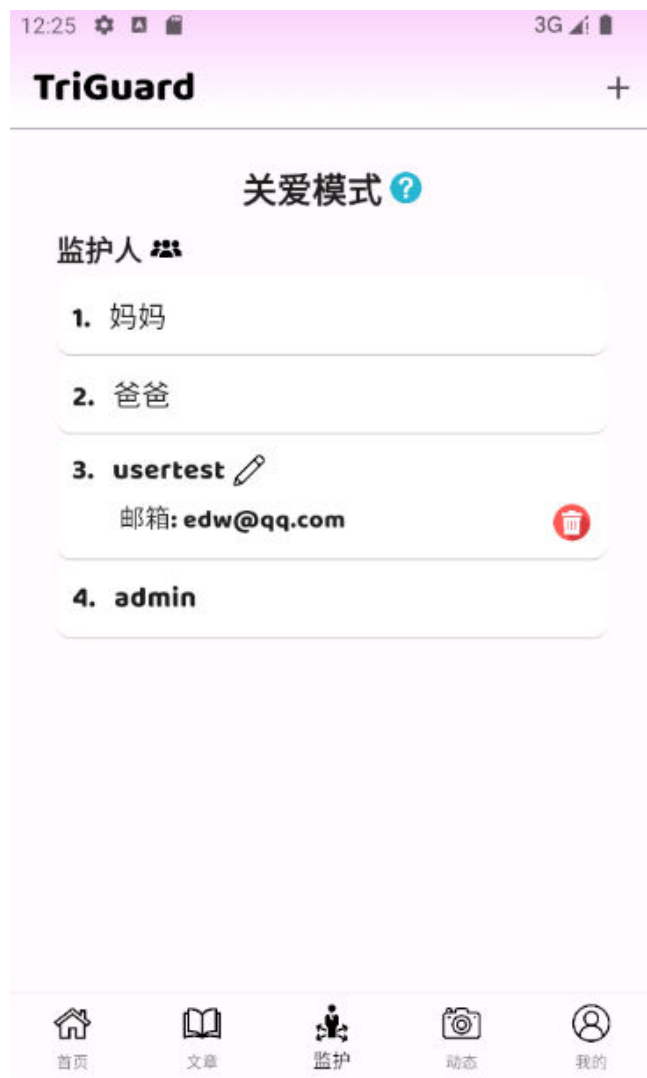 12:25 3G
TriGuard +
关爱模式 ?
监护人
1. 妈妈
2. 爸爸
3. usertest
邮箱: edw@qq.com
4. admin
首页 文章 监护 动态 我的